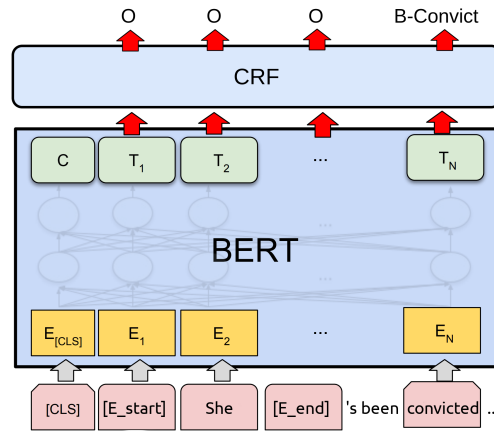 O O O B-Convict
CRF
C T1 T2 ... TN
BERT
E[CLS] E1 E2 ... EN
[CLS] [E_start] She [E_end] 's been convicted ..